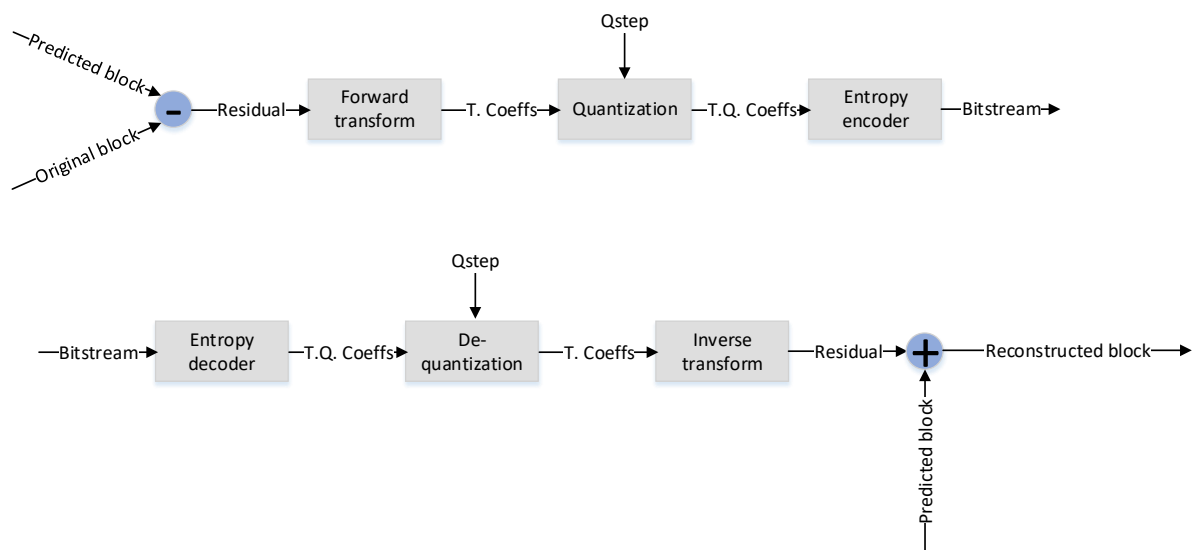 Qstep
Predicted block
-
Residual
Forward
transform
T. Coeffs
Quantization
T.Q. Coeffs
Entropy
encoder
Bitstream
Original block
Qstep
Bitstream
Entropy
decoder
T.Q. Coeffs
De-
quantization
T. Coeffs
Inverse
transform
Residual
+
Reconstructed block
Predicted block